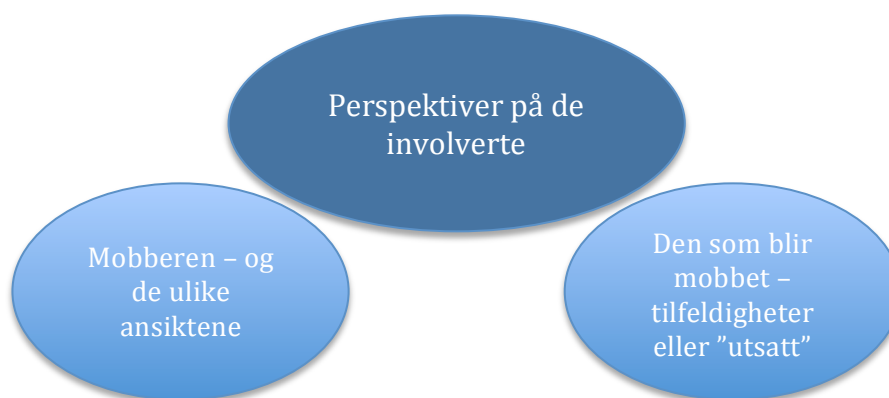 Perspektiver på de
involverte
Mobberen – og
de ulike
ansiktene
Den som blir
mobbet –
tilfeldigheter
eller ”utsatt”